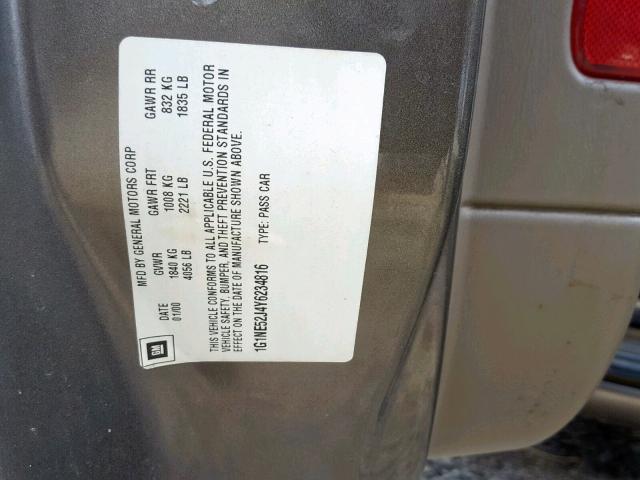 MFD BY GENERAL MOTORS CORP
DATE GVWR GAWR FRT GAWR RR
01/00 1840 KG 1008 KG 832 KG
4056 LB 2221 LB 1835 LB
THIS VEHICLE CONFORMS TO ALL APPLICABLE U.S. FEDERAL MOTOR
VEHICLE SAFETY, BUMPER, AND THEFT PREVENTION STANDARDS IN
EFFECT ON THE DATE OF MANUFACTURE SHOWN ABOVE.
1G1NE52J4Y6234816 TYPE: PASS CAR
GM